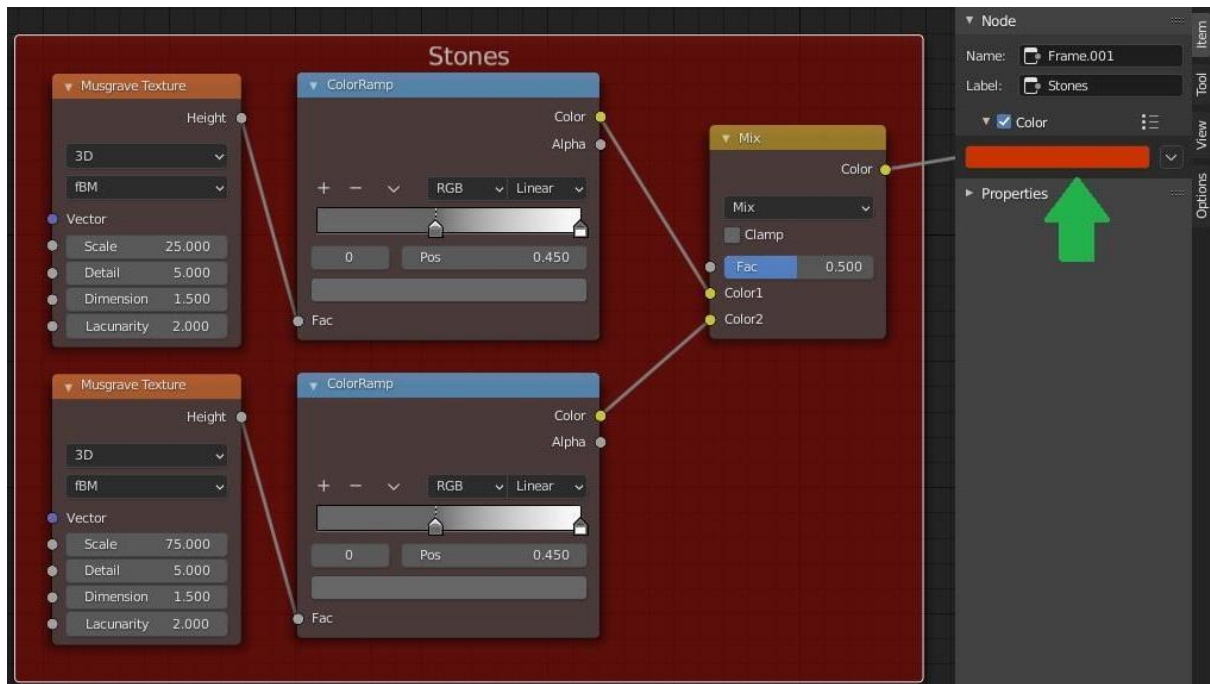 Stones
Musgrave Texture
Height
3D
fBM
Vector
Scale 25.000
Detail 5.000
Dimension 1.500
Lacunarity 2.000
ColorRamp
Color
Alpha
RGB Linear
0 Pos 0.450
Fac
Musgrave Texture
Height
3D
fBM
Vector
Scale 75.000
Detail 5.000
Dimension 1.500
Lacunarity 2.000
ColorRamp
Color
Alpha
RGB Linear
0 Pos 0.450
Fac
Mix
Color
Mix
Clamp
Fac 0.500
Color1
Color2
Node
Name: Frame.001
Label: Stones
Color
Properties
Item
Tool
View
Options